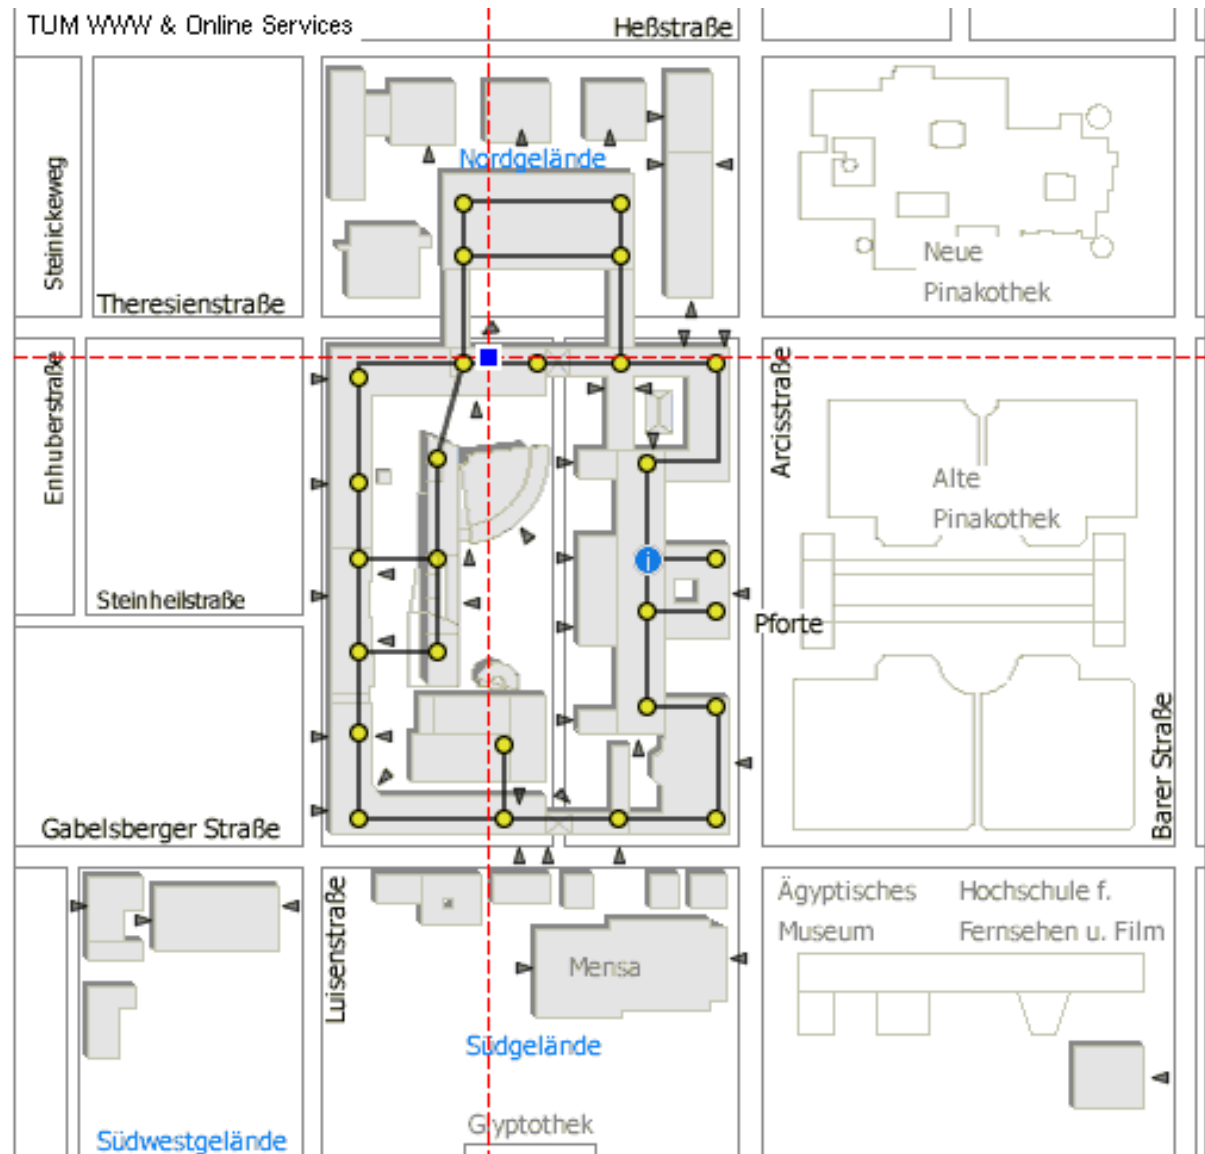 TUM WWW & Online Services
Heßstraße
Nordgelände
Steinickeweg
Theresienstraße
Neue
Pinakothek
Enhuberstraße
Arcisstraße
Alte
Pinakothek
Steinheilstraße
Pforte
i
Barer Straße
Gabelsberger Straße
Luisenstraße
Ägyptisches
Museum
Hochschule f.
Fernsehen u. Film
Mensa
Südgelände
Glyptothek
Südwestgelände